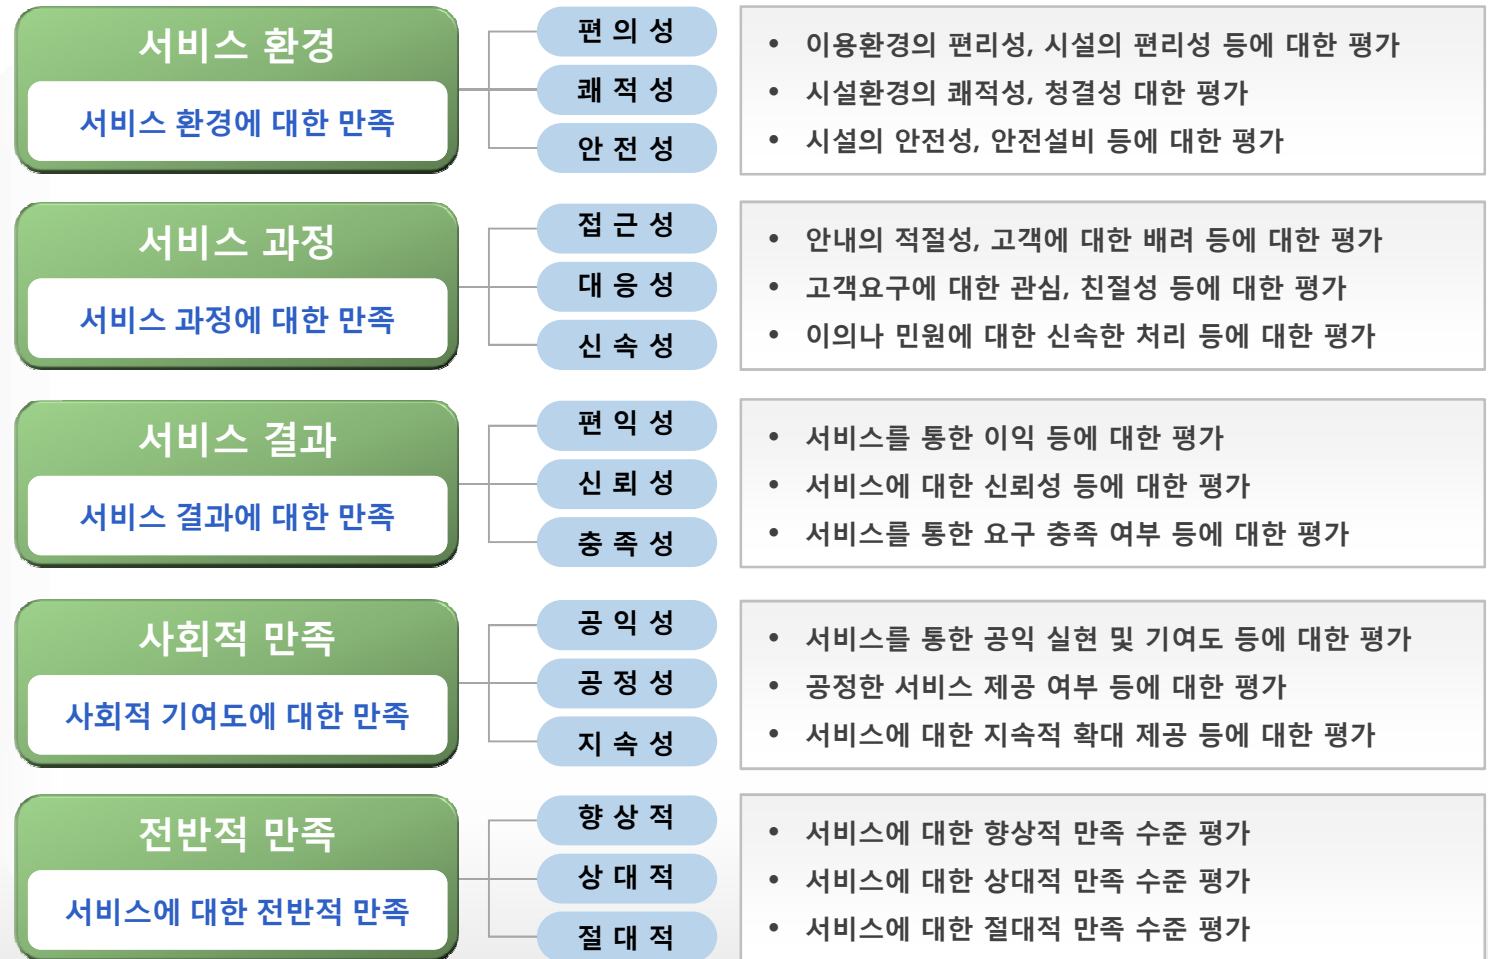 서비스 환경
서비스 환경에 대한 만족
편 의 성
쾌 적 성
안 전 성
• 이용환경의 편리성, 시설의 편리성 등에 대한 평가
• 시설환경의 쾌적성, 청결성 대한 평가
• 시설의 안전성, 안전설비 등에 대한 평가
서비스 과정
서비스 과정에 대한 만족
접 근 성
대 응 성
신 속 성
• 안내의 적절성, 고객에 대한 배려 등에 대한 평가
• 고객요구에 대한 관심, 친절성 등에 대한 평가
• 이의나 민원에 대한 신속한 처리 등에 대한 평가
서비스 결과
서비스 결과에 대한 만족
편 익 성
신 뢰 성
충 족 성
• 서비스를 통한 이익 등에 대한 평가
• 서비스에 대한 신뢰성 등에 대한 평가
• 서비스를 통한 요구 충족 여부 등에 대한 평가
사회적 만족
사회적 기여도에 대한 만족
공 익 성
공 정 성
지 속 성
• 서비스를 통한 공익 실현 및 기여도 등에 대한 평가
• 공정한 서비스 제공 여부 등에 대한 평가
• 서비스에 대한 지속적 확대 제공 등에 대한 평가
전반적 만족
서비스에 대한 전반적 만족
향 상 적
상 대 적
절 대 적
• 서비스에 대한 향상적 만족 수준 평가
• 서비스에 대한 상대적 만족 수준 평가
• 서비스에 대한 절대적 만족 수준 평가